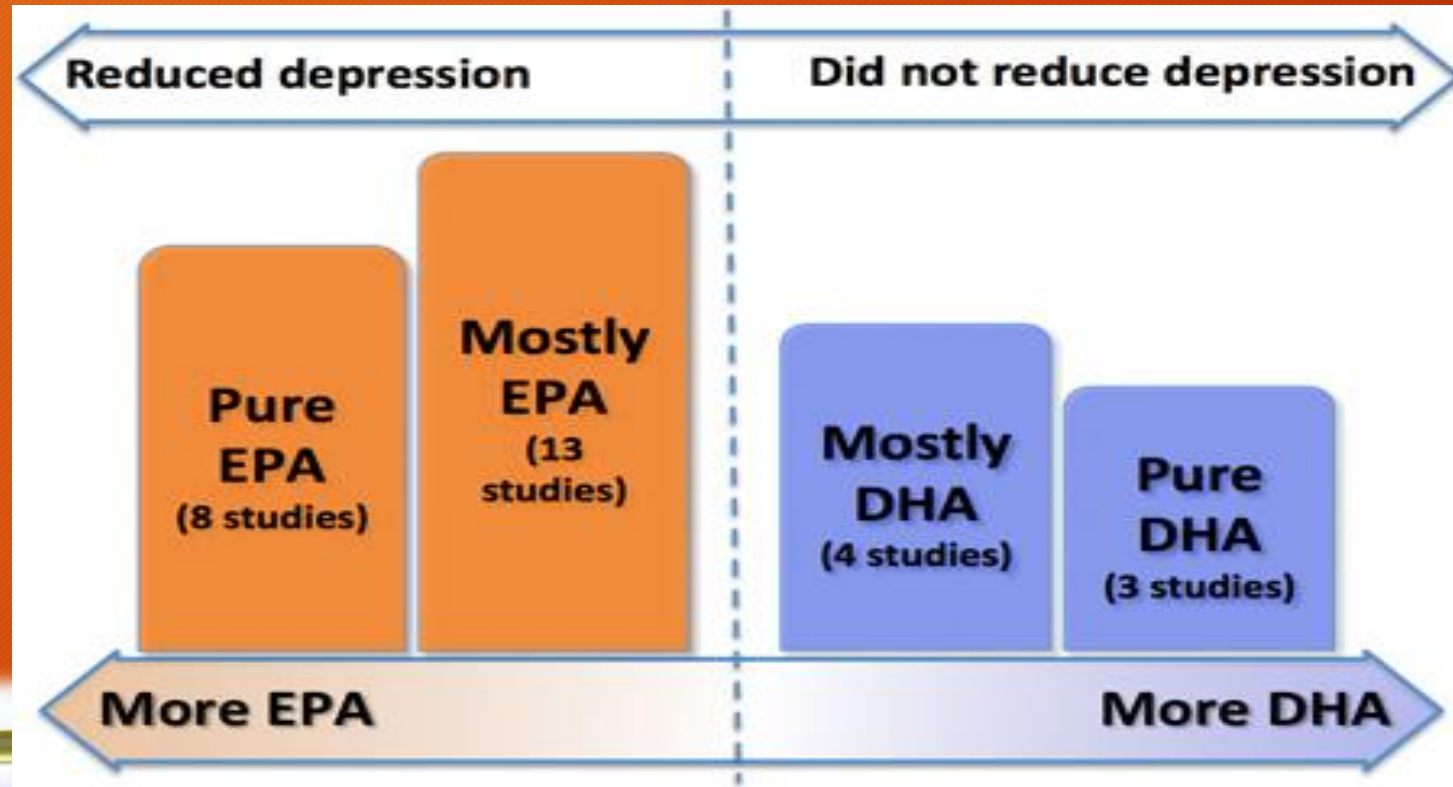 Reduced depression
Did not reduce depression
Pure
EPA
(8 studies)
Mostly
EPA
(13
studies)
Mostly
DHA
(4 studies)
Pure
DHA
(3 studies)
More EPA
More DHA